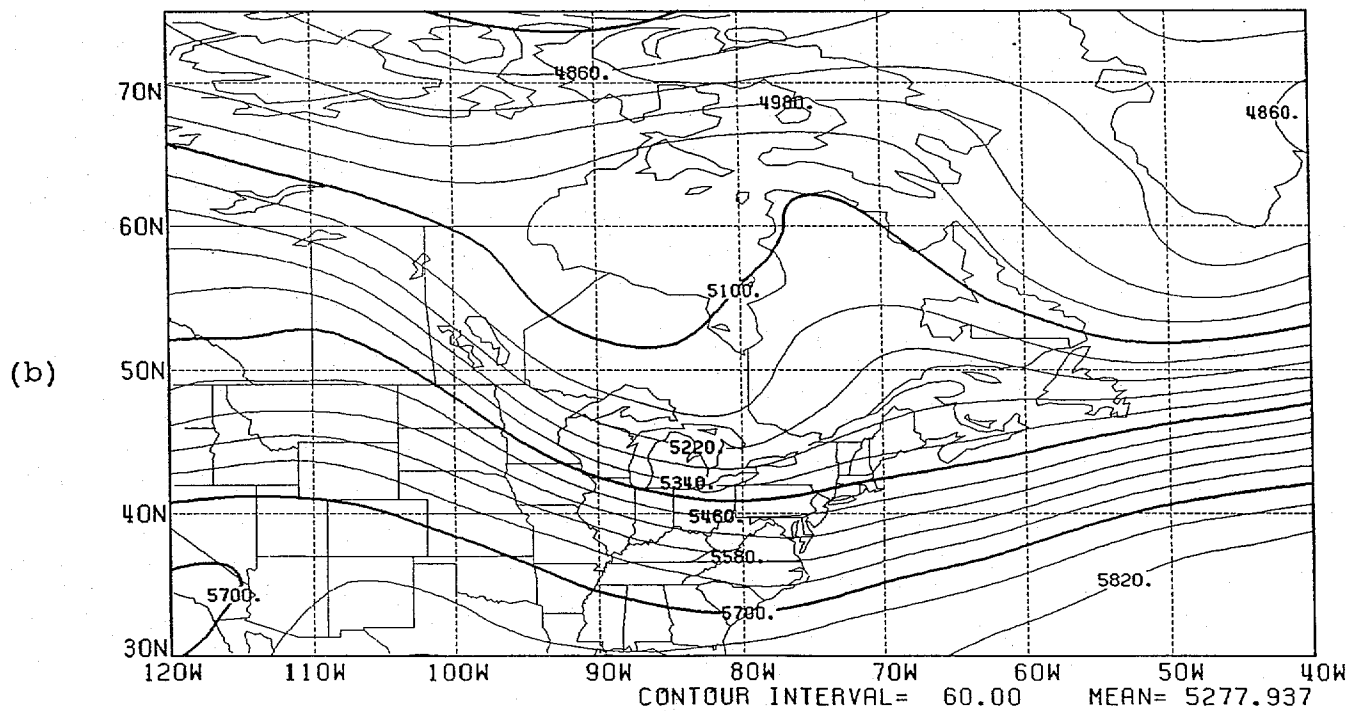 (b)
70N
60N
50N
40N
30N
4860.
4980.
4860.
5100.
5220.
5340.
5460.
5580.
5700.
5700.
5820.
120W 110W 100W 90W 80W 70W 60W 50W 40W
CONTOUR INTERVAL= 60.00 MEAN= 5277.937